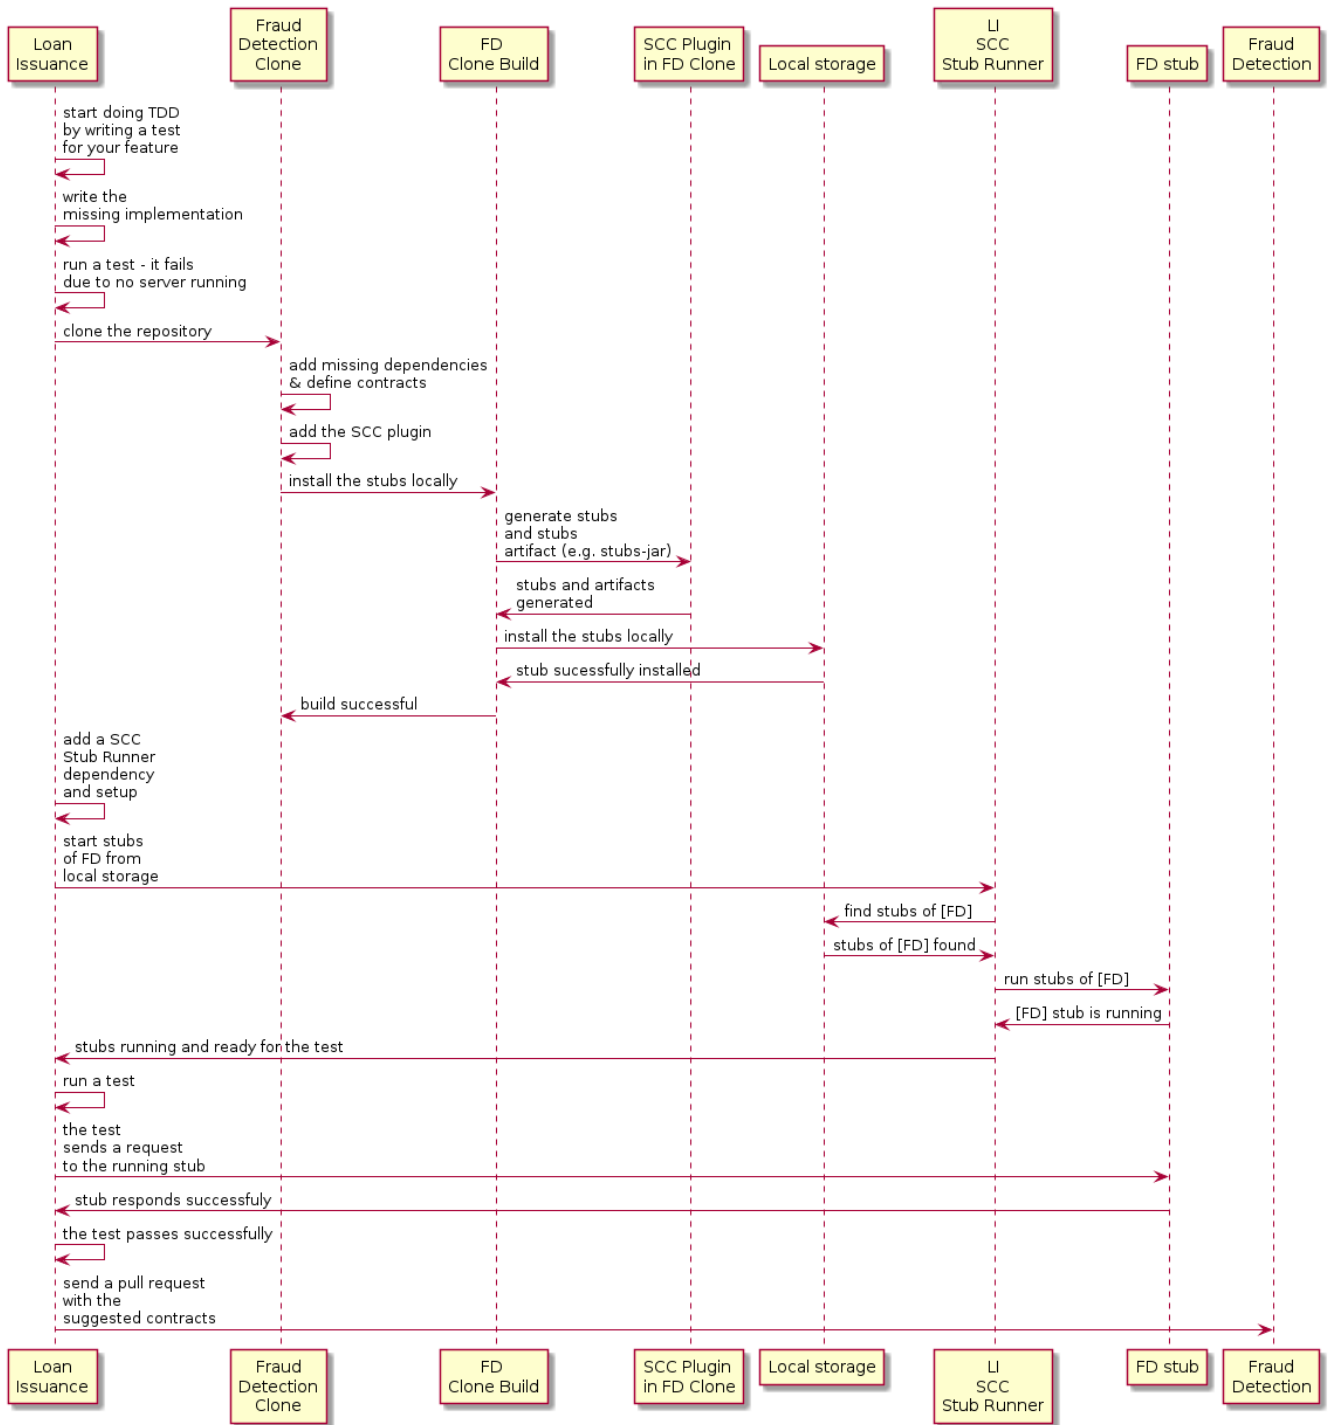 Loan
Issuance
Fraud
Detection
Clone
FD
Clone Build
SCC Plugin
in FD Clone
Local storage
LI
SCC
Stub Runner
FD stub
Fraud
Detection
start doing TDD
by writing a test
for your feature
write the
missing implementation
run a test - it fails
due to no server running
clone the repository
add missing dependencies
& define contracts
add the SCC plugin
install the stubs locally
generate stubs
and stubs
artifact (e.g. stubs-jar)
stubs and artifacts
generated
install the stubs locally
stub sucessfully installed
build successful
add a SCC
Stub Runner
dependency
and setup
start stubs
of FD from
local storage
find stubs of [FD]
stubs of [FD] found
run stubs of [FD]
[FD] stub is running
stubs running and ready for the test
run a test
the test
sends a request
to the running stub
stub responds successfuly
the test passes successfully
send a pull request
with the
suggested contracts
Loan
Issuance
Fraud
Detection
Clone
FD
Clone Build
SCC Plugin
in FD Clone
Local storage
LI
SCC
Stub Runner
FD stub
Fraud
Detection